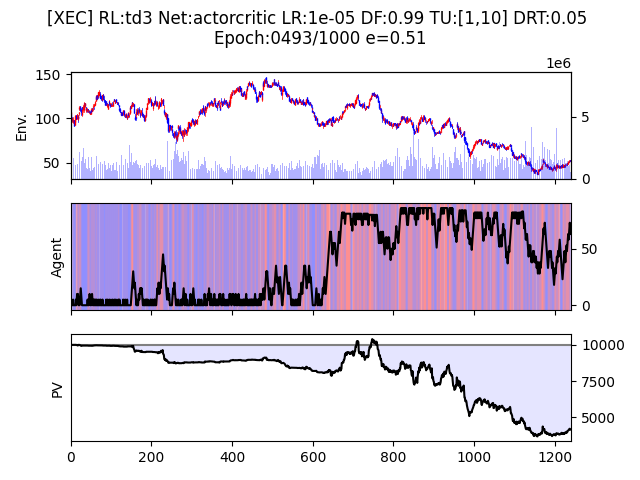 [XEC] RL:td3 Net:actorcritic LR:1e-05 DF:0.99 TU:[1,10] DRT:0.05
Epoch:0493/1000 e=0.51
1e6
150
100
50
Env.
5
0
Agent
50
0
PV
10000
7500
5000
0 200 400 600 800 1000 1200